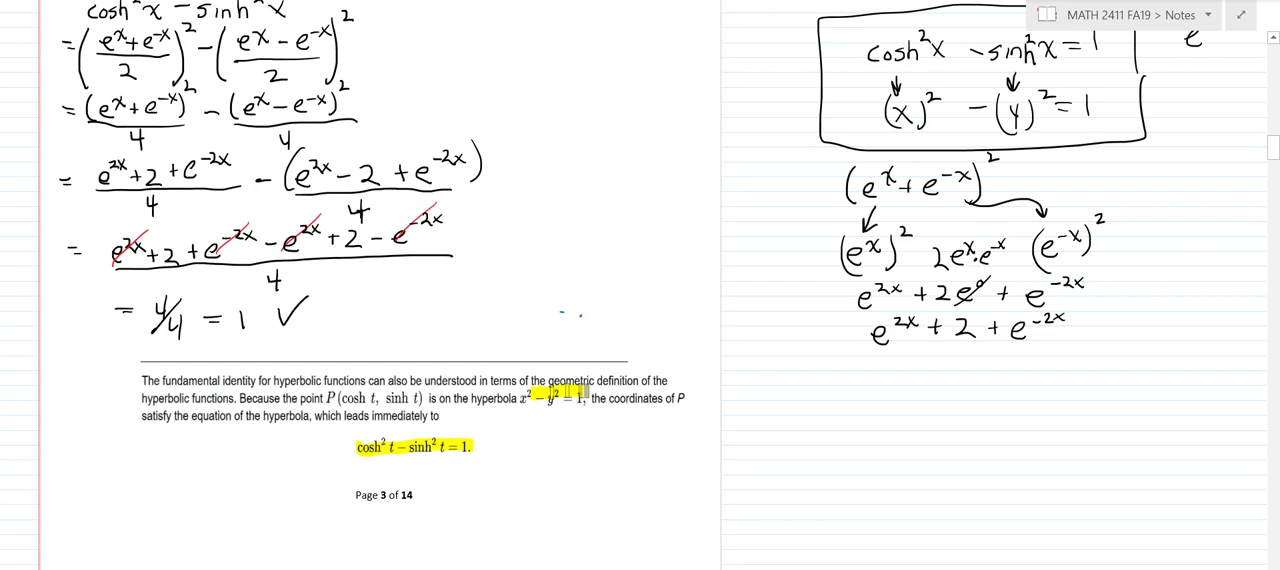 cosh²x − sinh²x
= ((eˣ + e⁻ˣ)/2)² − ((eˣ − e⁻ˣ)/2)²
= (eˣ + e⁻ˣ)²/4 − (eˣ − e⁻ˣ)²/4
= (e²ˣ + 2 + e⁻²ˣ)/4 − (e²ˣ − 2 + e⁻²ˣ)/4
= (e²ˣ + 2 + e⁻²ˣ − e²ˣ + 2 − e⁻²ˣ)/4
= 4/4 = 1 ✓
The fundamental identity for hyperbolic functions can also be understood in terms of the geometric definition of the
hyperbolic functions. Because the point P (cosh t, sinh t) is on the hyperbola x² − y² = 1, the coordinates of P
satisfy the equation of the hyperbola, which leads immediately to
cosh² t − sinh² t = 1.
Page 3 of 14
MATH 2411 FA19 > Notes
e
cosh²x − sinh²x = 1
(x)² − (y)² = 1
(eˣ + e⁻ˣ)²
(eˣ)² 2eˣ·e⁻ˣ (e⁻ˣ)²
e²ˣ + 2e⁰ + e⁻²ˣ
e²ˣ + 2 + e⁻²ˣ